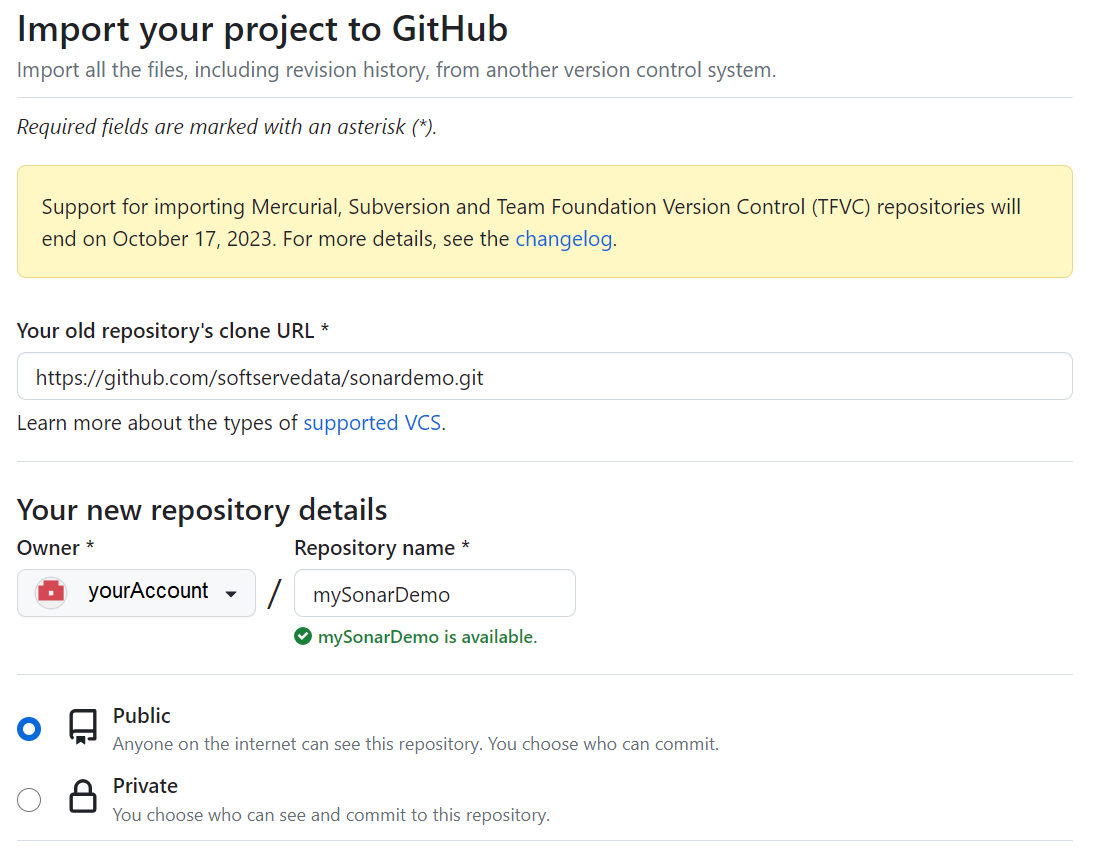 Import your project to GitHub
Import all the files, including revision history, from another version control system.
Required fields are marked with an asterisk (*).
Support for importing Mercurial, Subversion and Team Foundation Version Control (TFVC) repositories will
end on October 17, 2023. For more details, see the changelog.
Your old repository's clone URL *
https://github.com/softservedata/sonardemo.git
Learn more about the types of supported VCS.
Your new repository details
Owner *
Repository name *
yourAccount
/
mySonarDemo
mySonarDemo is available.
Public
Anyone on the internet can see this repository. You choose who can commit.
Private
You choose who can see and commit to this repository.